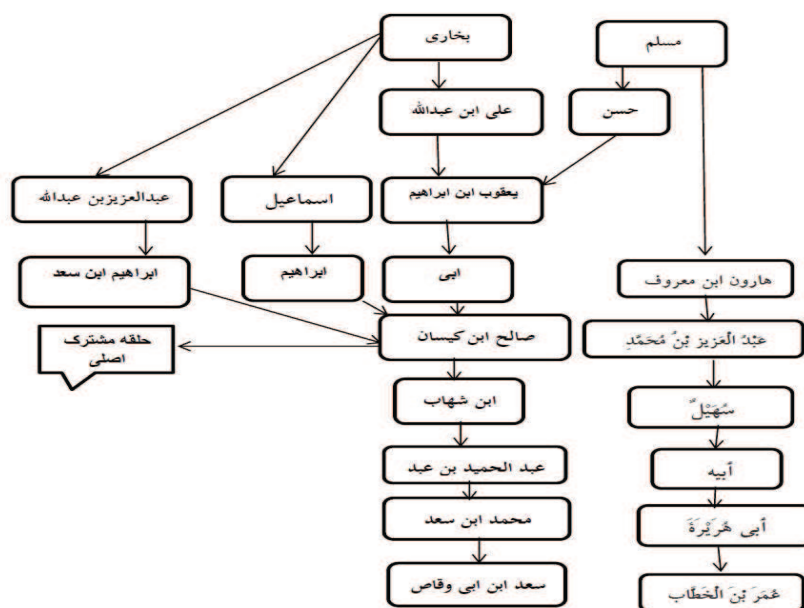 بخاری
مسلم
علی ابن عبدالله
حسن
عبدالعزیزبن عبدالله
اسماعیل
یعقوب ابن ابراهیم
ابراهیم ابن سعد
ابراهیم
ابی
هارون ابن معروف
حلقه مشترک
اصلی
صالح ابن کیسان
عَبْدُ الْعَزِيزِ بْنُ مُحَمَّدٍ
ابن شهاب
سُهَيْلٌ
عبد الحمید بن عبد
أبیه
محمد ابن سعد
أبی هُرَيْرَةَ
سعد ابن ابی وقاص
عُمَرَ بْنَ الْخَطَّابِ